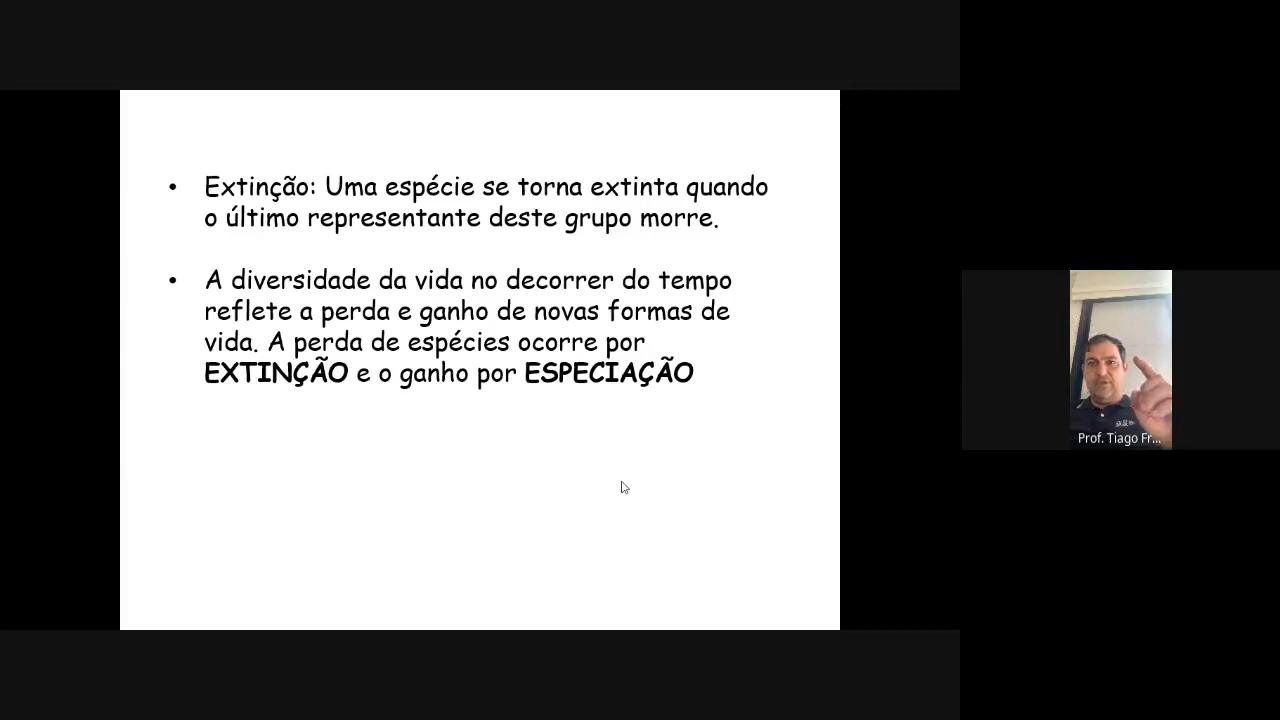 • Extinção: Uma espécie se torna extinta quando
o último representante deste grupo morre.
• A diversidade da vida no decorrer do tempo
reflete a perda e ganho de novas formas de
vida. A perda de espécies ocorre por
EXTINÇÃO e o ganho por ESPECIAÇÃO
Prof. Tiago Fr...